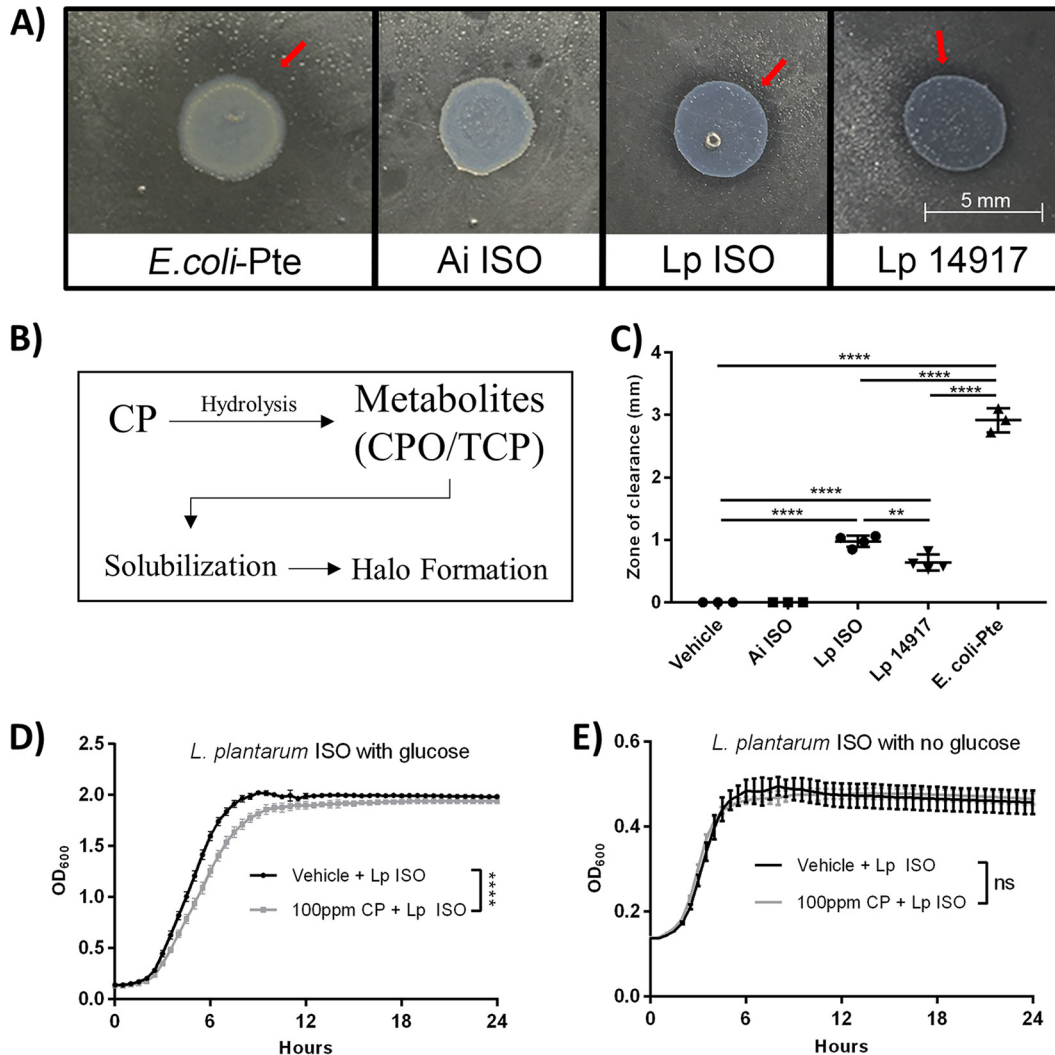 A)
E.coli-Pte
Ai ISO
Lp ISO
Lp 14917
5 mm
B)
CP
Hydrolysis
Metabolites
(CPO/TCP)
Solubilization
Halo Formation
C)
Zone of clearance (mm)
4
3
2
1
0
****
****
****
****
****
**
Vehicle
Ai ISO
Lp ISO
Lp 14917
E. coli-Pte
D)
L. plantarum ISO with glucose
OD600
2.5
2.0
1.5
1.0
0.5
0.0
Vehicle + Lp ISO
100ppm CP + Lp ISO
****
0 6 12 18 24
Hours
E)
L. plantarum ISO with no glucose
OD600
0.6
0.4
0.2
0.0
Vehicle + Lp ISO
100ppm CP + Lp ISO
ns
0 6 12 18 24
Hours